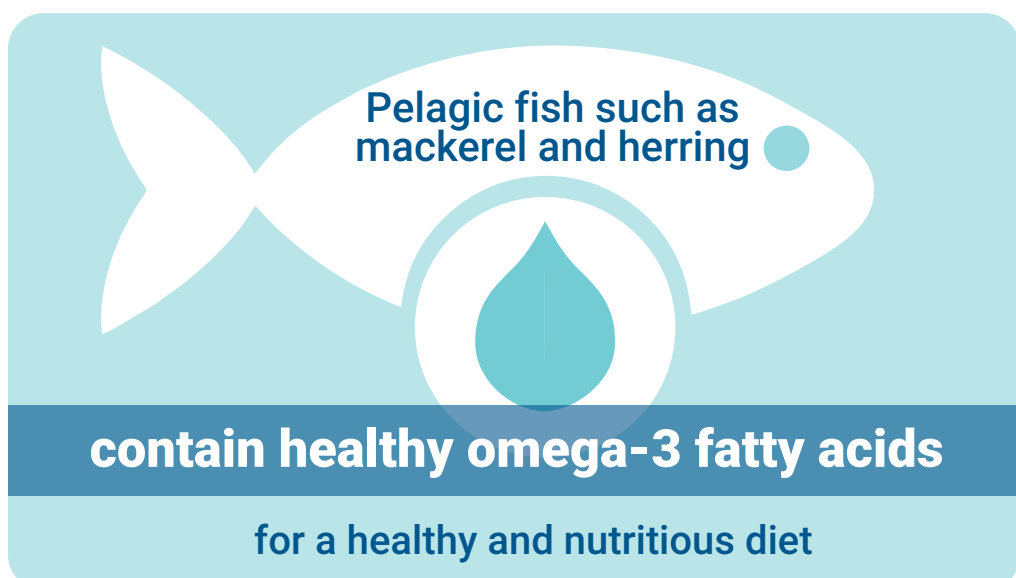 Pelagic fish such as
mackerel and herring
contain healthy omega-3 fatty acids
for a healthy and nutritious diet